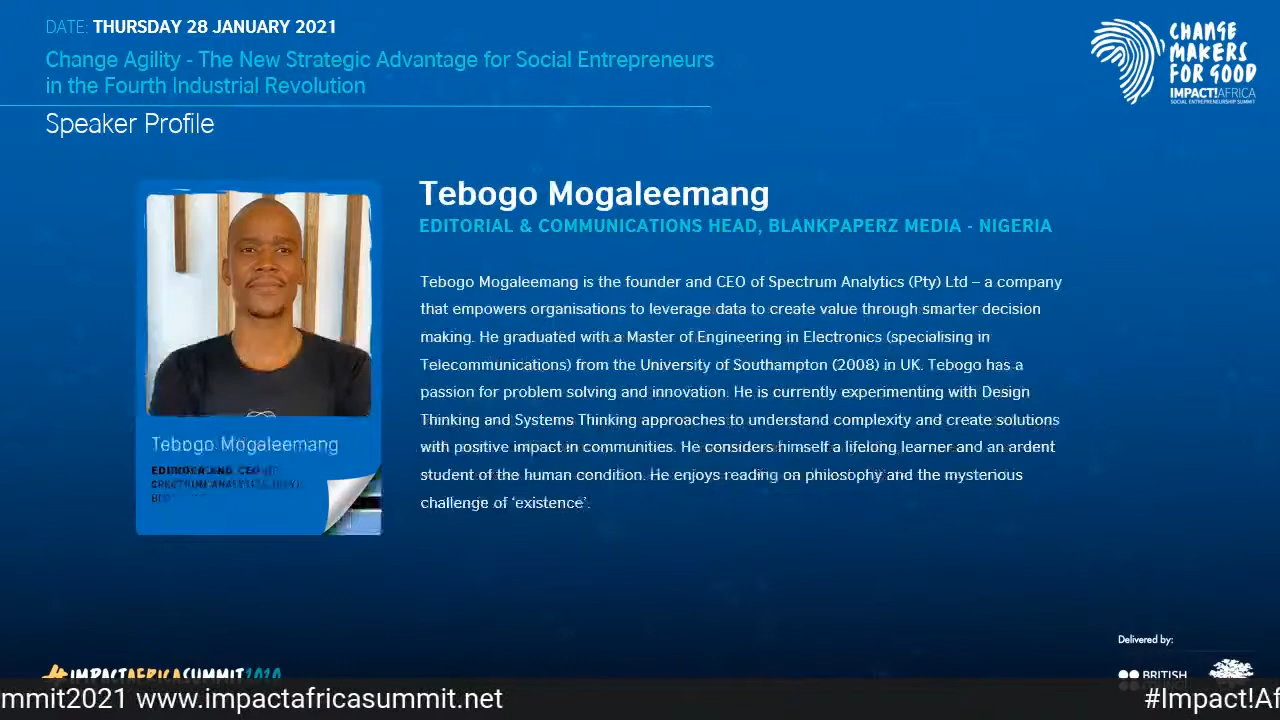 DATE: THURSDAY 28 JANUARY 2021
Change Agility - The New Strategic Advantage for Social Entrepreneurs
in the Fourth Industrial Revolution
Speaker Profile
CHANGE
MAKERS
FOR GOOD
IMPACT!AFRICA
SOCIAL ENTREPRENEURSHIP SUMMIT
Tebogo Mogaleemang
EDITORIAL & COMMUNICATIONS HEAD, BLANKPAPERZ MEDIA - NIGERIA
Tebogo Mogaleemang is the founder and CEO of Spectrum Analytics (Pty) Ltd – a company
that empowers organisations to leverage data to create value through smarter decision
making. He graduated with a Master of Engineering in Electronics (specialising in
Telecommunications) from the University of Southampton (2008) in UK. Tebogo has a
passion for problem solving and innovation. He is currently experimenting with Design
Thinking and Systems Thinking approaches to understand complexity and create solutions
with positive impact in communities. He considers himself a lifelong learner and an ardent
student of the human condition. He enjoys reading on philosophy and the mysterious
challenge of ‘existence’.
Tebogo Mogaleemang
Delivered by:
#IMPACTAFRICASUMMIT2020
BRITISH
mmit2021 www.impactafricasummit.net
#Impact!Af